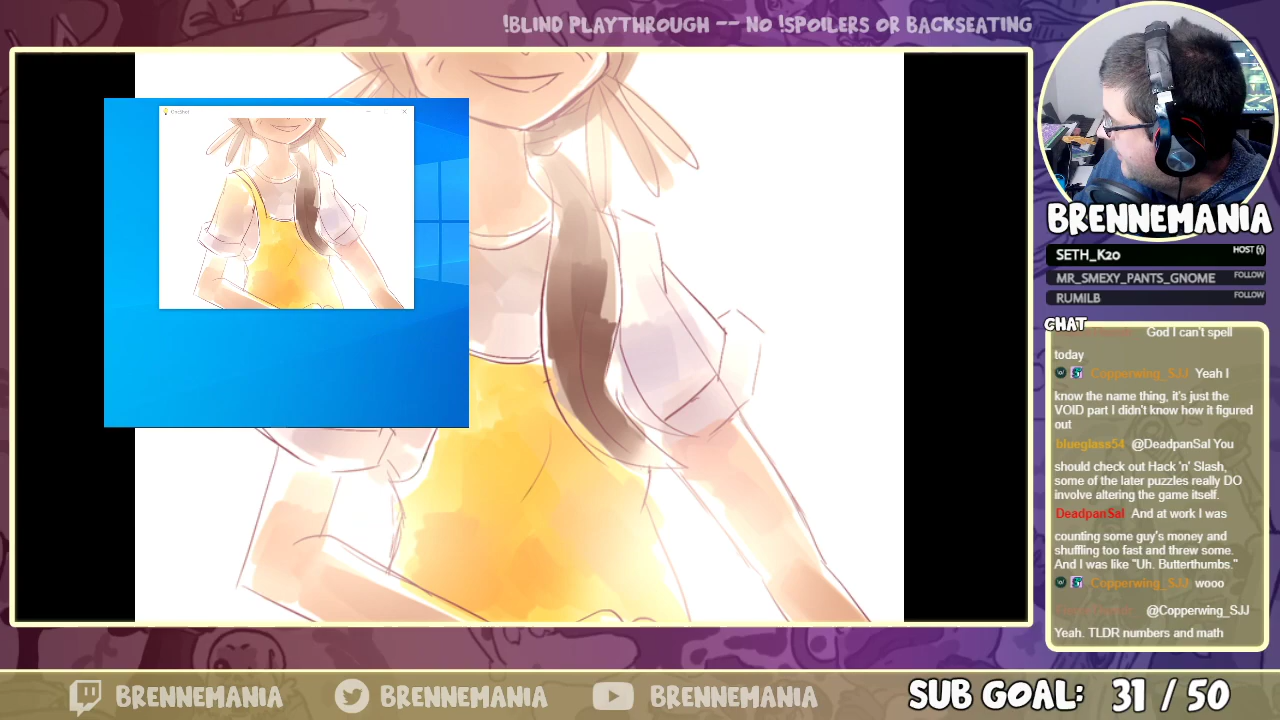 !BLIND PLAYTHROUGH -- NO !SPOILERS OR BACKSEATING
OneShot
BRENNEMANIA
SETH_K20 HOST (1)
MR_SMEXY_PANTS_GNOME FOLLOW
RUMILB FOLLOW
CHAT
God I can't spell
today
Copperwing_SJJ Yeah I
know the name thing, it's just the
VOID part I didn't know how it figured
out
blueglass54 @DeadpanSal You
should check out Hack 'n' Slash,
some of the later puzzles really DO
involve altering the game itself.
DeadpanSal And at work I was
counting some guy's money and
shuffling too fast and threw some.
And I was like "Uh. Butterthumbs."
Copperwing_SJJ wooo
@Copperwing_SJJ
Yeah. TLDR numbers and math
BRENNEMANIA
BRENNEMANIA
BRENNEMANIA
SUB GOAL: 31 / 50